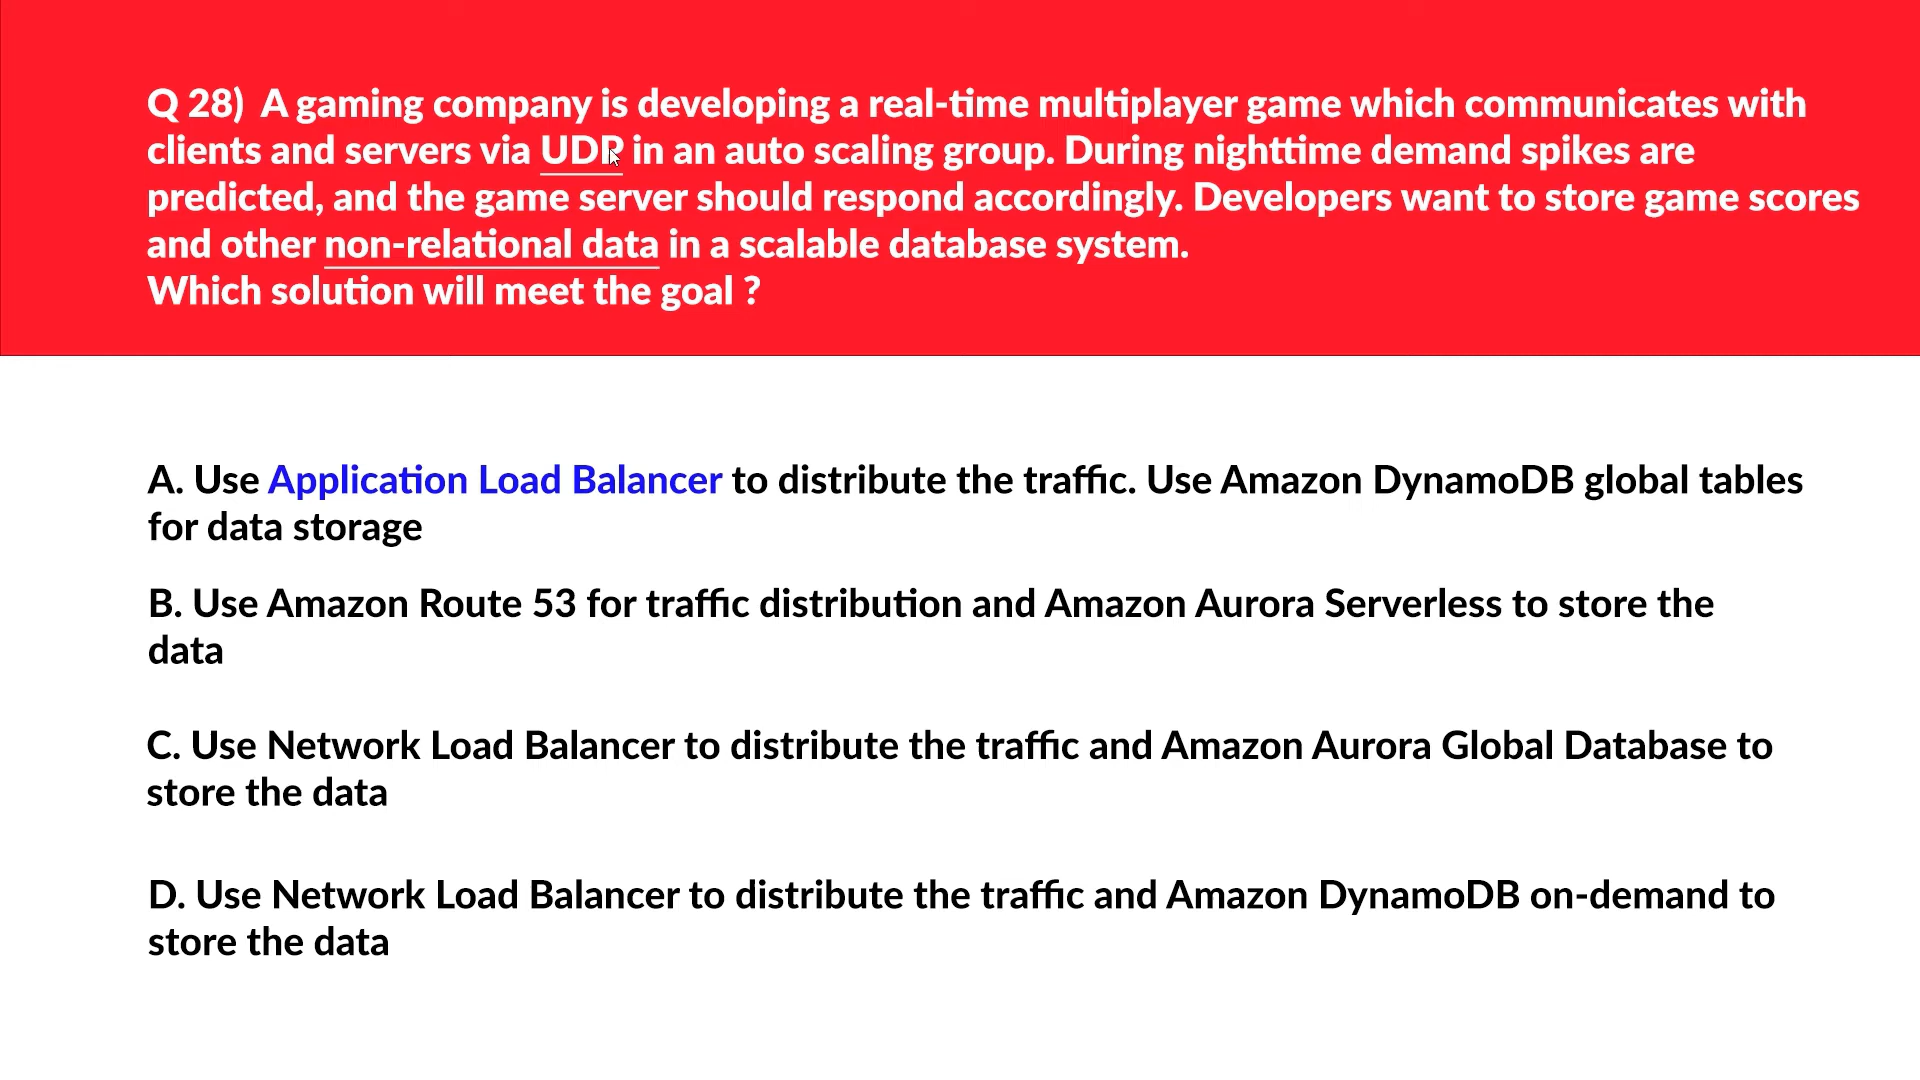 Q 28) A gaming company is developing a real-time multiplayer game which communicates with
clients and servers via UDP in an auto scaling group. During nighttime demand spikes are
predicted, and the game server should respond accordingly. Developers want to store game scores
and other non-relational data in a scalable database system.
Which solution will meet the goal ?
A. Use Application Load Balancer to distribute the traffic. Use Amazon DynamoDB global tables
for data storage
B. Use Amazon Route 53 for traffic distribution and Amazon Aurora Serverless to store the
data
C. Use Network Load Balancer to distribute the traffic and Amazon Aurora Global Database to
store the data
D. Use Network Load Balancer to distribute the traffic and Amazon DynamoDB on-demand to
store the data